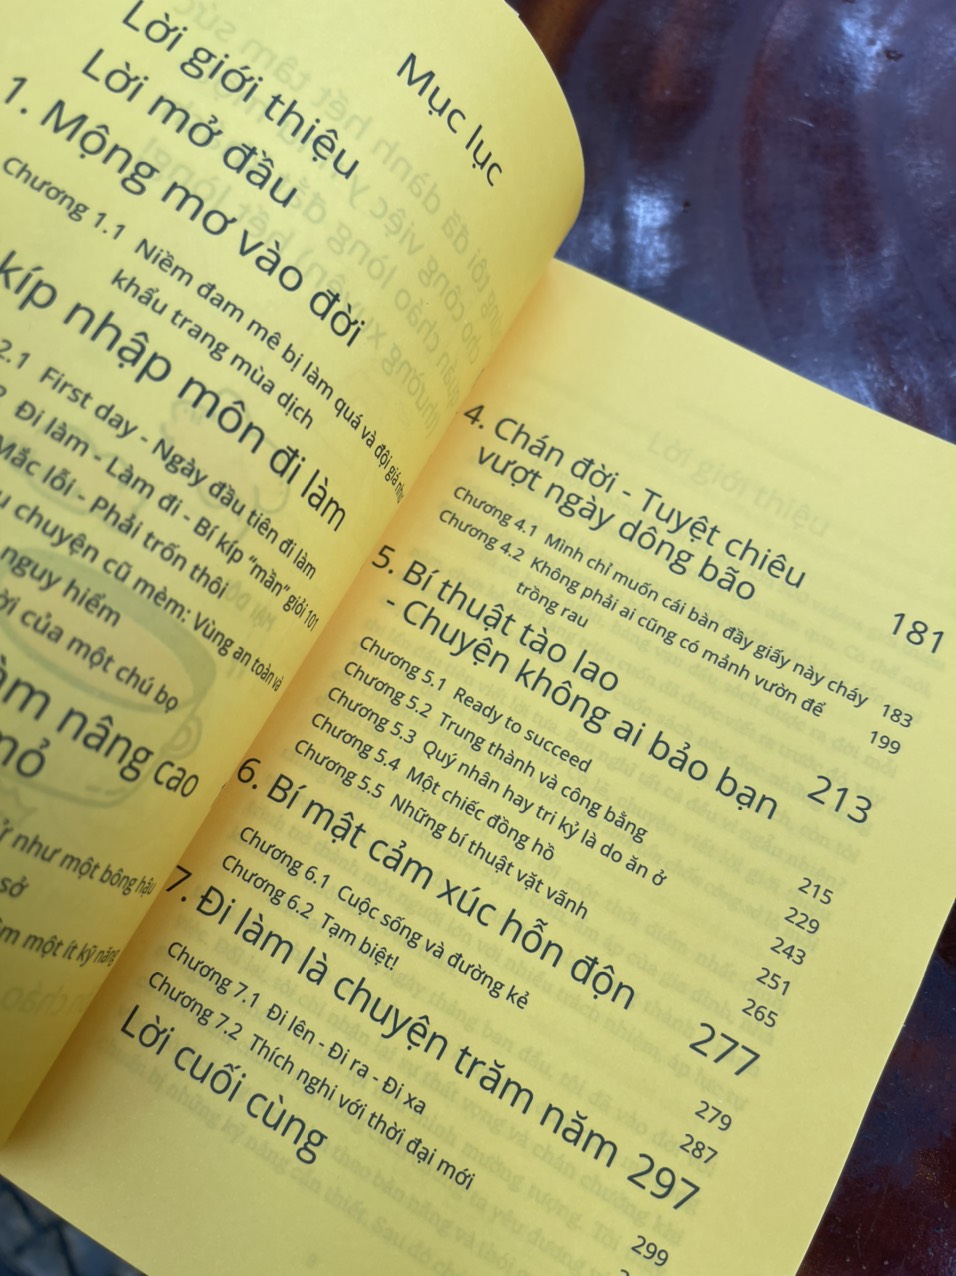 Mục lục
Lời giới thiệu
Lời mở đầu
1. Mộng mơ vào đời
Chương 1.1 Niềm đam mê bị làm quá và đội giá như
khẩu trang mùa dịch
kíp nhập môn đi làm
2.1 First day - Ngày đầu tiên đi làm
Đi làm - Làm đi - Bí kíp “mần” giỏi 101
Mắc lỗi - Phải trốn thôi
chuyện cũ mèm: Vùng an toàn và
nguy hiểm
của một chú bọ
nâng cao
mỏ
như một bông hậu
sở
một ít kỹ năng
4. Chán đời - Tuyệt chiêu
vượt ngày dông bão 181
Chương 4.1 Mình chỉ muốn cái bàn đầy giấy này cháy 183
Chương 4.2 Không phải ai cũng có mảnh vườn để 199
trồng rau
5. Bí thuật tào lao
- Chuyện không ai bảo bạn 213
Chương 5.1 Ready to succeed 215
Chương 5.2 Trung thành và công bằng 229
Chương 5.3 Quý nhân hay tri kỷ là do ăn ở 243
Chương 5.4 Một chiếc đồng hồ 251
Chương 5.5 Những bí thuật vặt vãnh 265
6. Bí mật cảm xúc hỗn độn 277
Chương 6.1 Cuộc sống và đường kẻ 279
Chương 6.2 Tạm biệt! 287
7. Đi làm là chuyện trăm năm 297
Chương 7.1 Đi lên - Đi ra - Đi xa 299
Chương 7.2 Thích nghi với thời đại mới
Lời cuối cùng